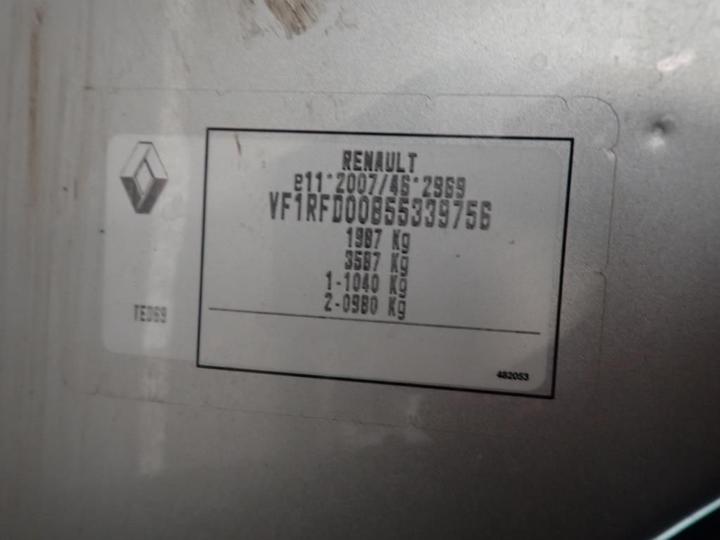 RENAULT
e11*2007/46*2969
VF1RFD00855339756
1987 Kg
3587 Kg
1-1040 Kg
2-0980 Kg
TED69
482053